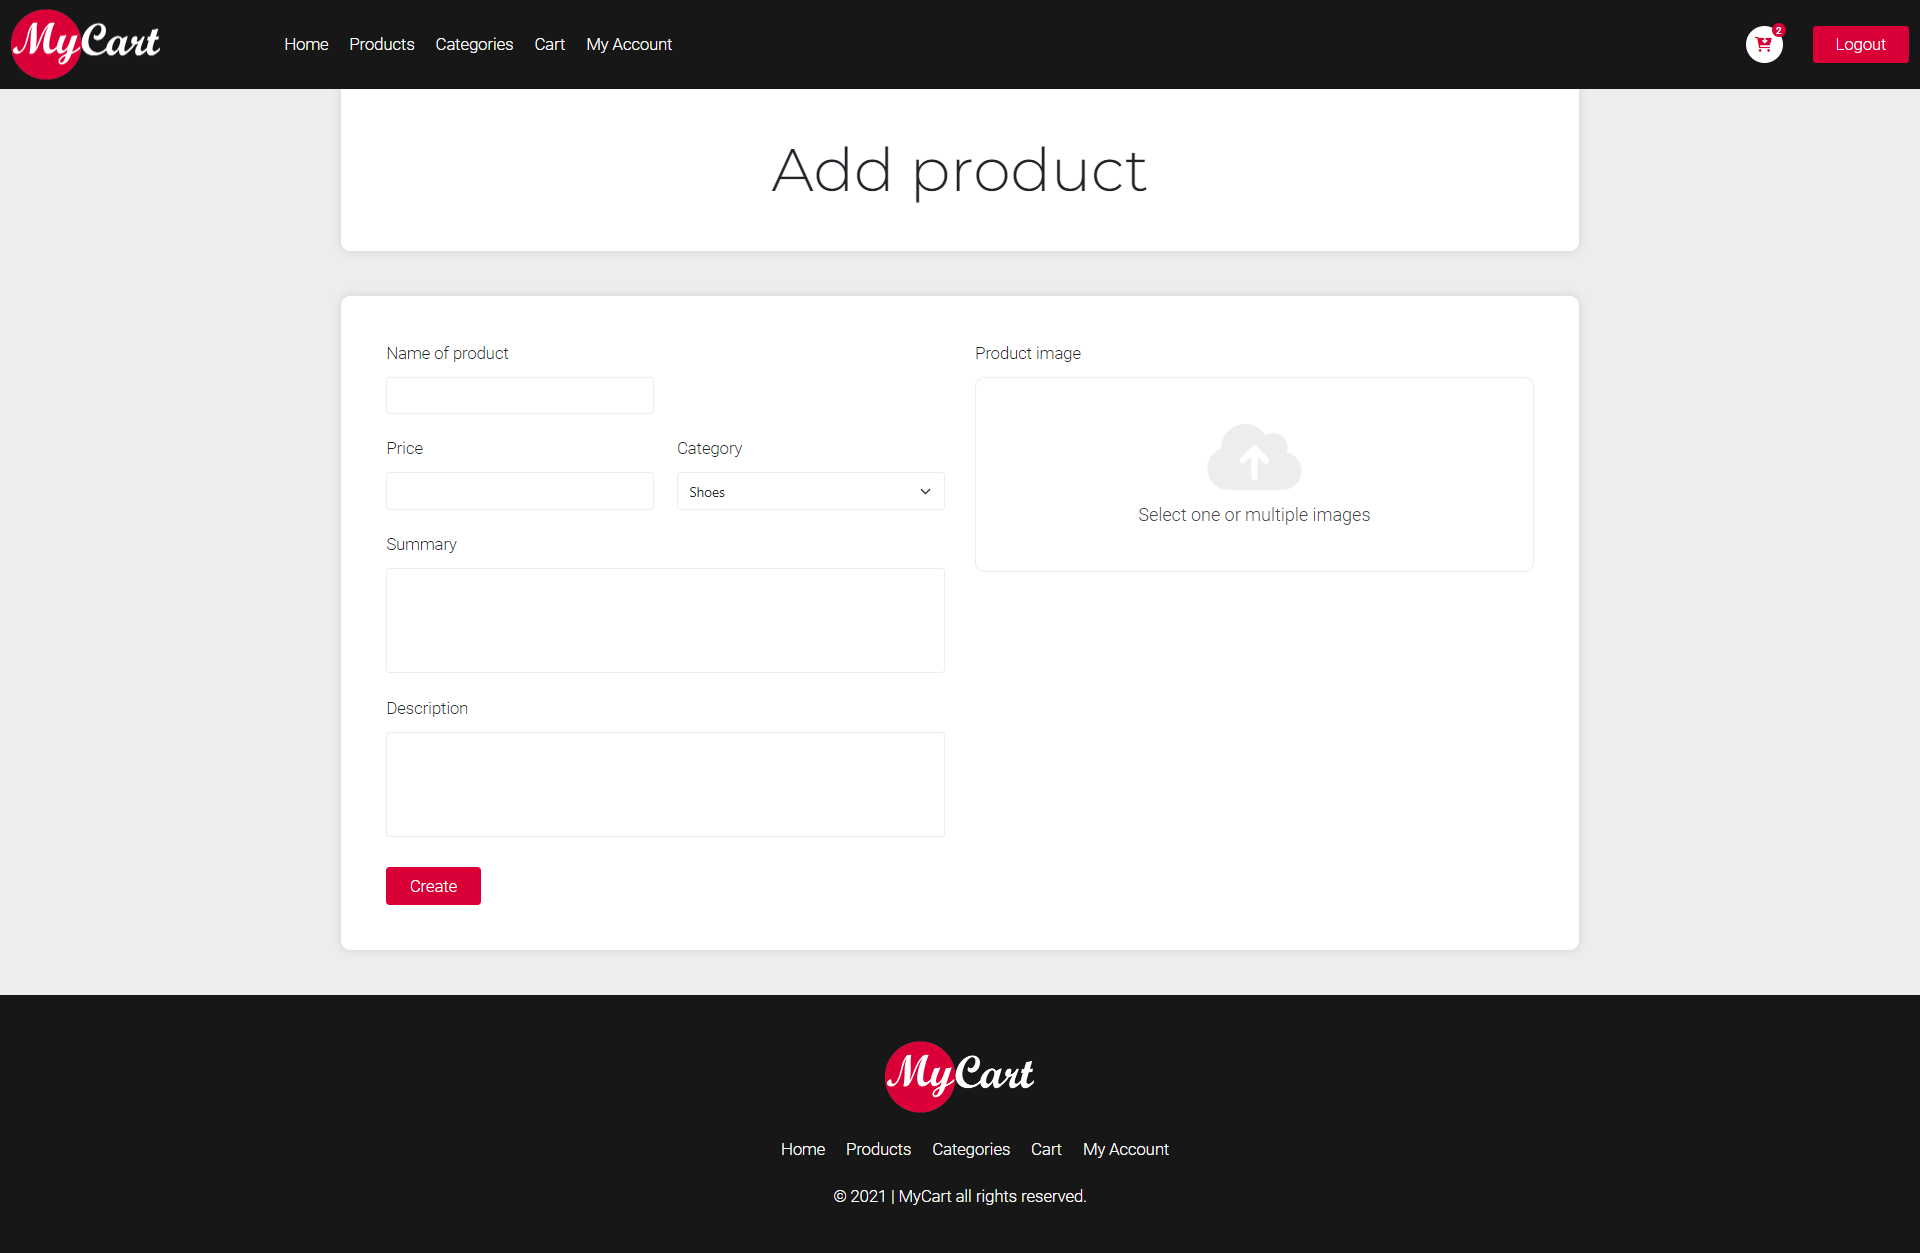 MyCart
Home Products Categories Cart My Account
2
Logout
Add product
Name of product
Product image
Price
Category
Shoes
Select one or multiple images
Summary
Description
Create
MyCart
Home Products Categories Cart My Account
© 2021 | MyCart all rights reserved.